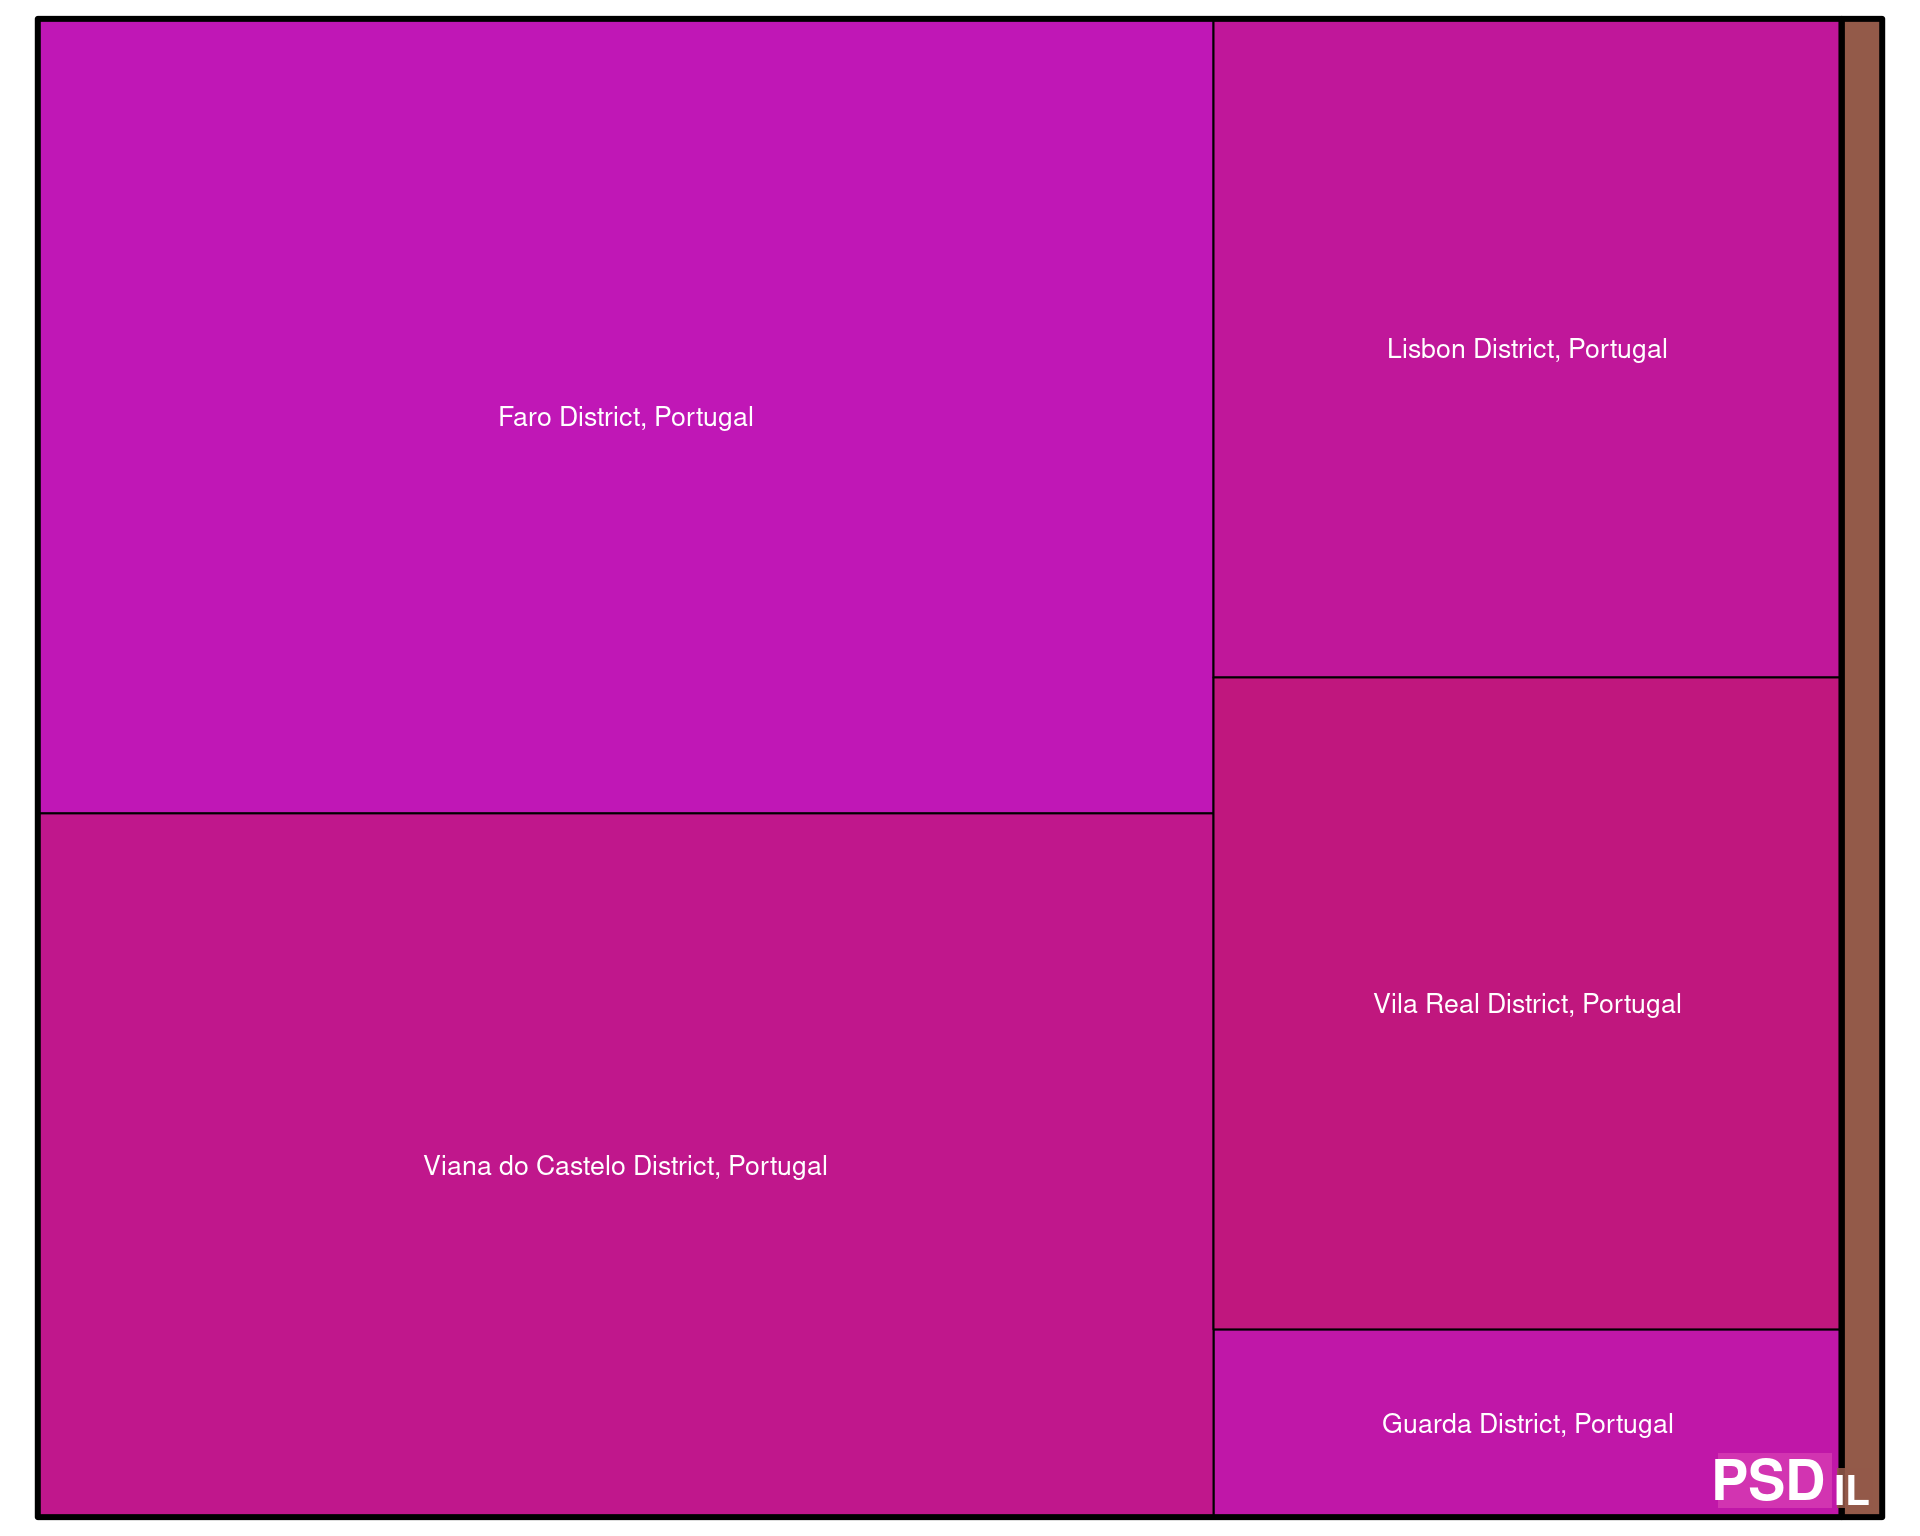 Faro District, Portugal
Lisbon District, Portugal
Viana do Castelo District, Portugal
Vila Real District, Portugal
Guarda District, Portugal
PSD
IL